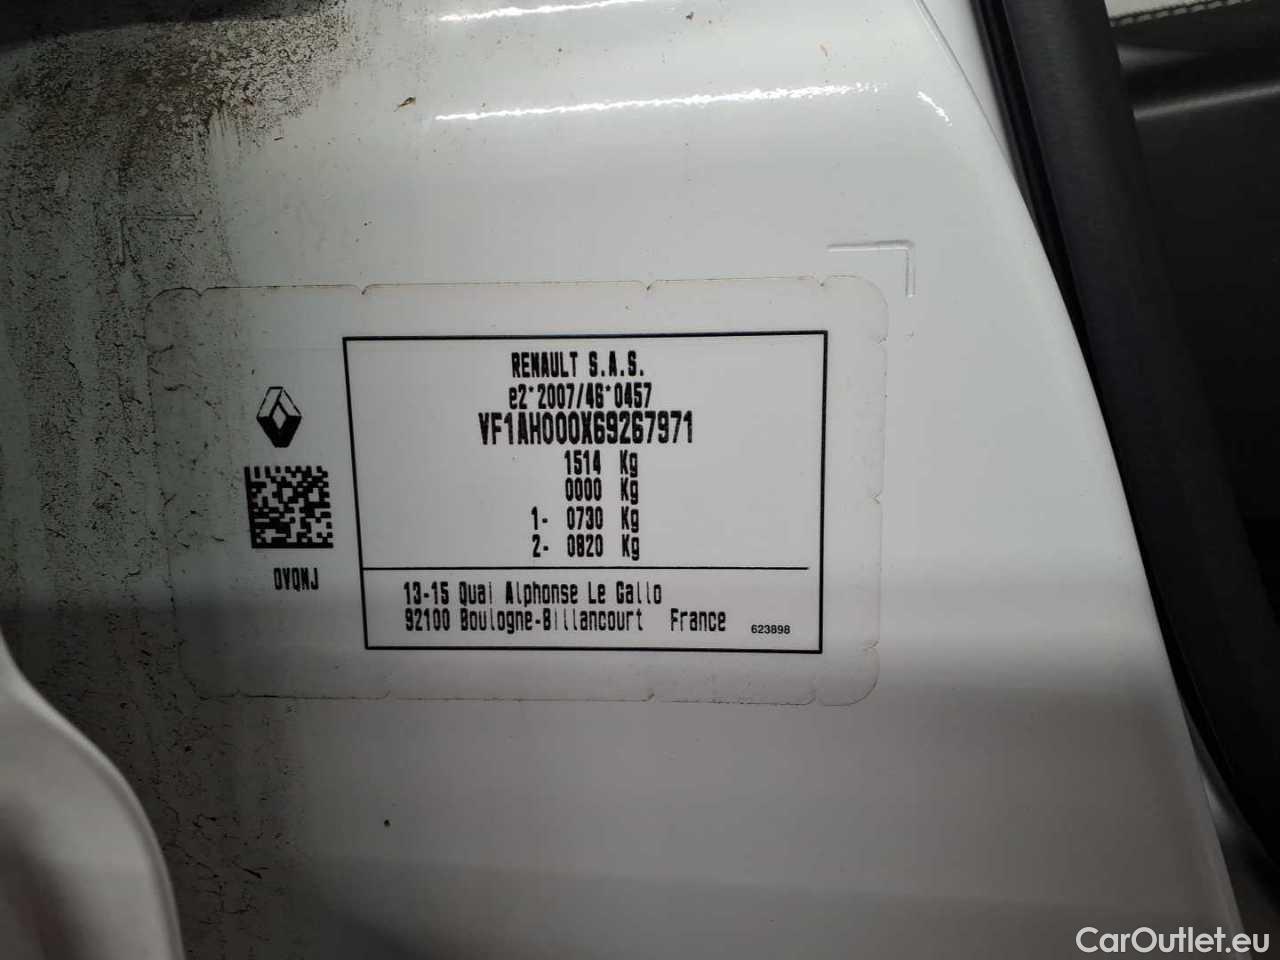 RENAULT S.A.S.
e2*2007/46*0457
VF1AH000X69267971
1514 Kg
0000 Kg
1- 0730 Kg
2- 0820 Kg
OVQNJ
13-15 Quai Alphonse Le Gallo
92100 Boulogne-Billancourt France 623898
CarOutlet.eu